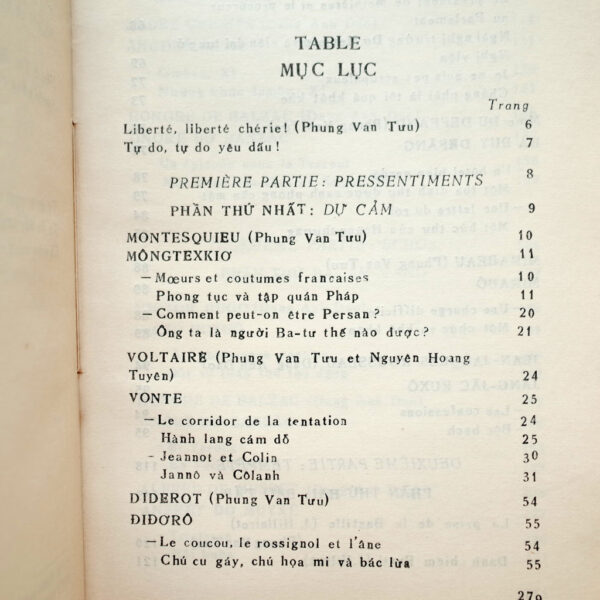 TABLE
MỤC LỤC
Trang
Liberté, liberté chérie! (Phung Van Tưu) 6
Tự do, tự do yêu dấu! 7
PREMIÈRE PARTIE: PRESSENTIMENTS 8
PHẦN THỨ NHẤT: DỰ CẢM 9
MONTESQUIEU (Phung Van Tưu) 10
MÔNGTEXKIƠ 11
—Mœurs et coutumes francaises 10
Phong tục và tập quán Pháp 11
—Comment peut-on être Persan? 20
Ông ta là người Ba-tư thế nào được? 21
VOLTAIRE (Phung Van Tưu et Nguyên Hoang
Tuyên) 24
VONTE 25
—Le corridor de la tentation 24
Hành lang cám dỗ 25
- Jeannot et Colin 30
Jannô và Côlanh 31
DIDEROT (Phung Van Tưu) 54
ĐIĐƠRÔ 55
—Le coucou, le rossignol et l'âne 54
Chú cu gáy, chú họa mi và bác lừa 55
279